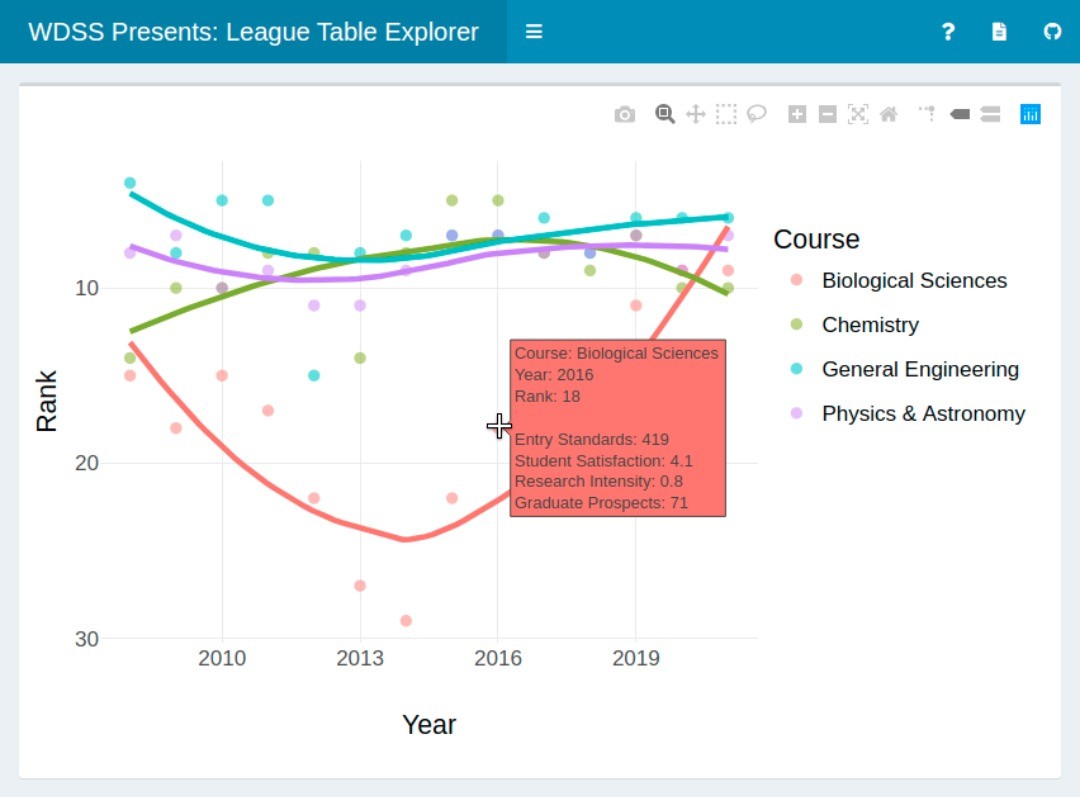 WDSS Presents: League Table Explorer
?
Course
Biological Sciences
Chemistry
General Engineering
Physics & Astronomy
Rank
10
20
30
Course: Biological Sciences
Year: 2016
Rank: 18
Entry Standards: 419
Student Satisfaction: 4.1
Research Intensity: 0.8
Graduate Prospects: 71
2010 2013 2016 2019
Year